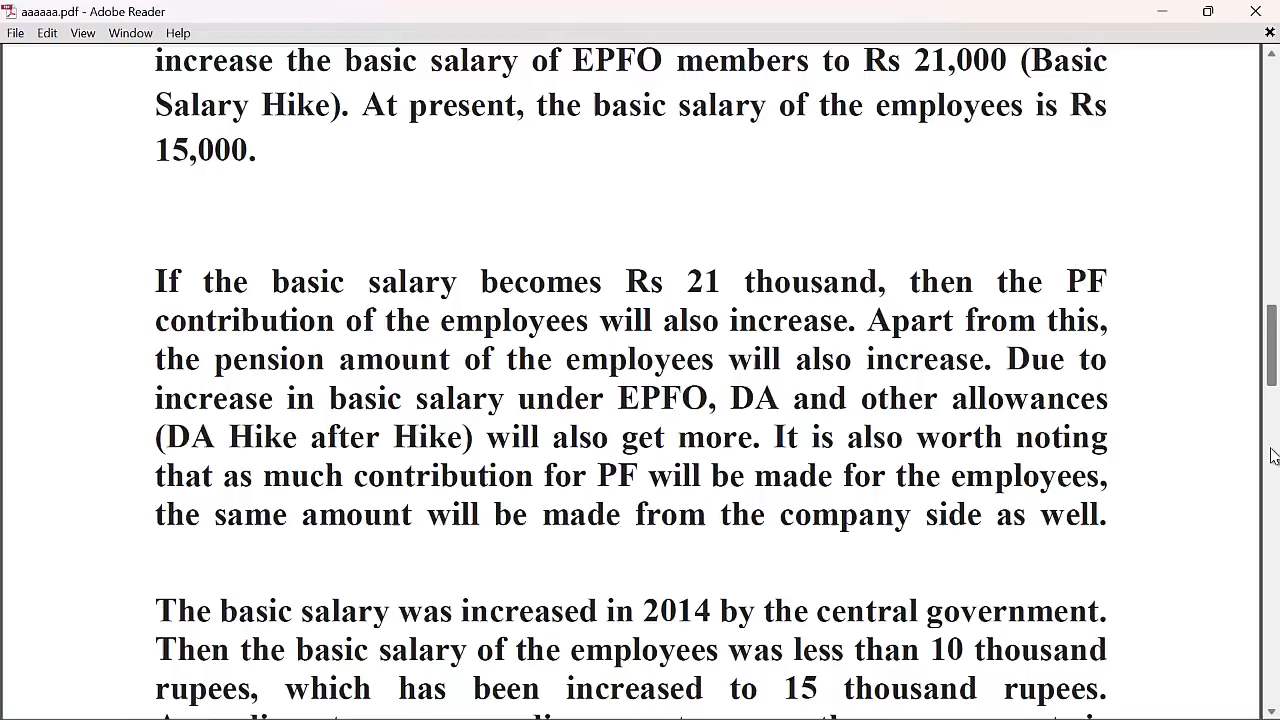 aaaaaa.pdf - Adobe Reader
File Edit View Window Help
increase the basic salary of EPFO members to Rs 21,000 (Basic
Salary Hike). At present, the basic salary of the employees is Rs
15,000.
If the basic salary becomes Rs 21 thousand, then the PF
contribution of the employees will also increase. Apart from this,
the pension amount of the employees will also increase. Due to
increase in basic salary under EPFO, DA and other allowances
(DA Hike after Hike) will also get more. It is also worth noting
that as much contribution for PF will be made for the employees,
the same amount will be made from the company side as well.
The basic salary was increased in 2014 by the central government.
Then the basic salary of the employees was less than 10 thousand
rupees, which has been increased to 15 thousand rupees.